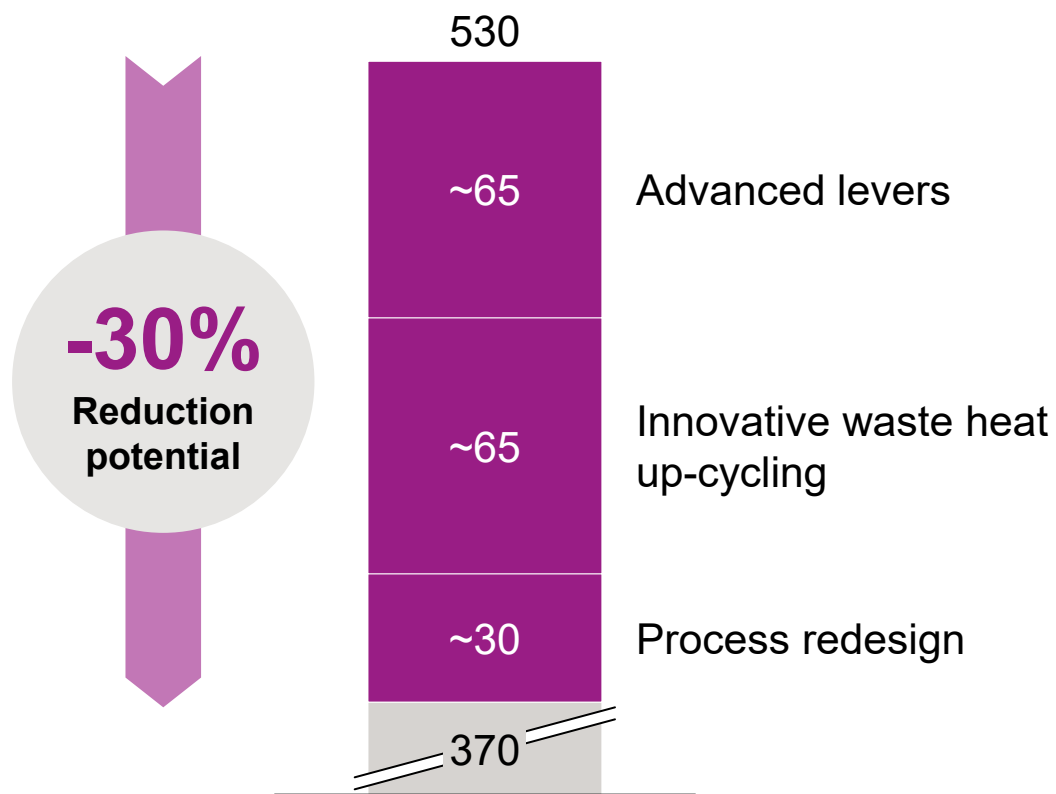 530
~65
Advanced levers
-30%
Reduction
potential
~65
Innovative waste heat
up-cycling
~30
Process redesign
370